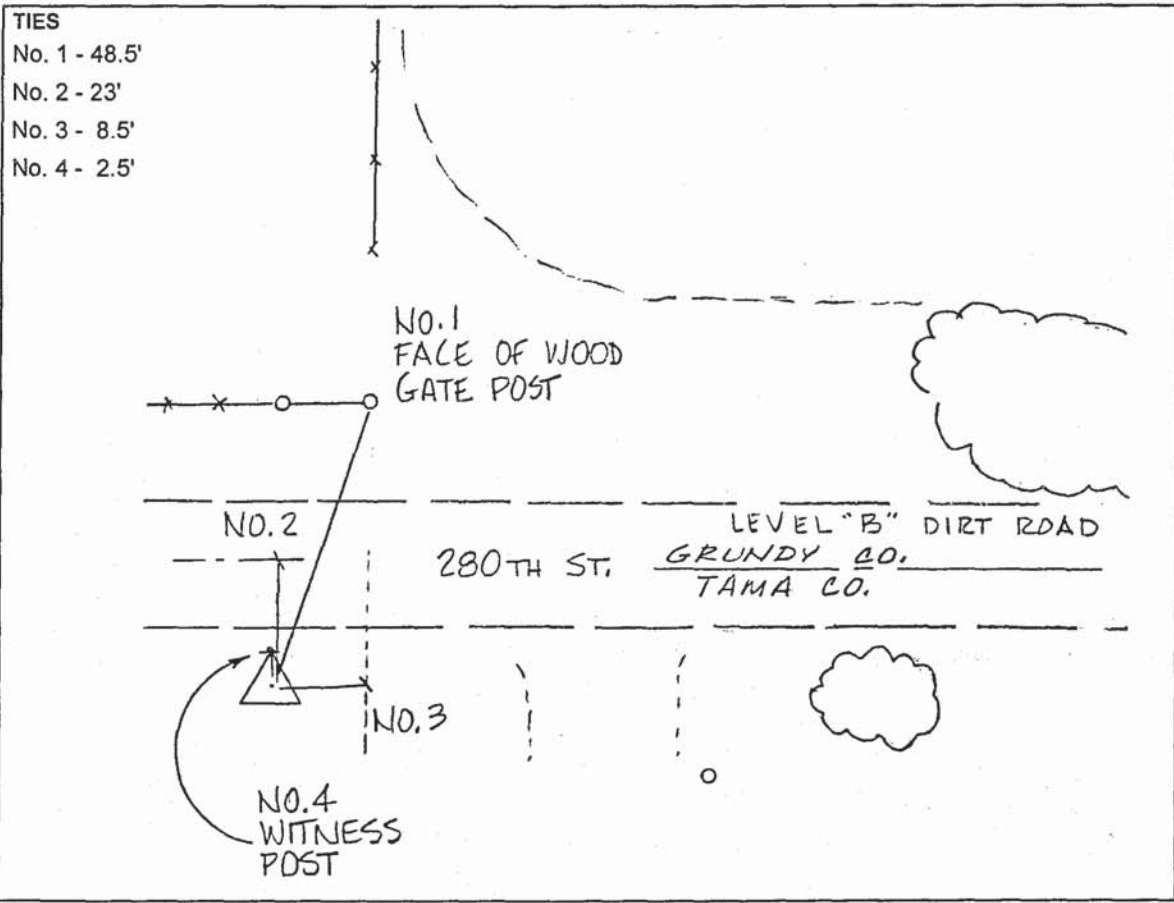 TIES
No. 1 - 48.5'
No. 2 - 23'
No. 3 - 8.5'
No. 4 - 2.5'
NO.1
FACE OF WOOD
GATE POST
NO.2
LEVEL "B" DIRT ROAD
280TH ST.
GRUNDY CO.
TAMA CO.
NO.3
NO.4
WITNESS
POST